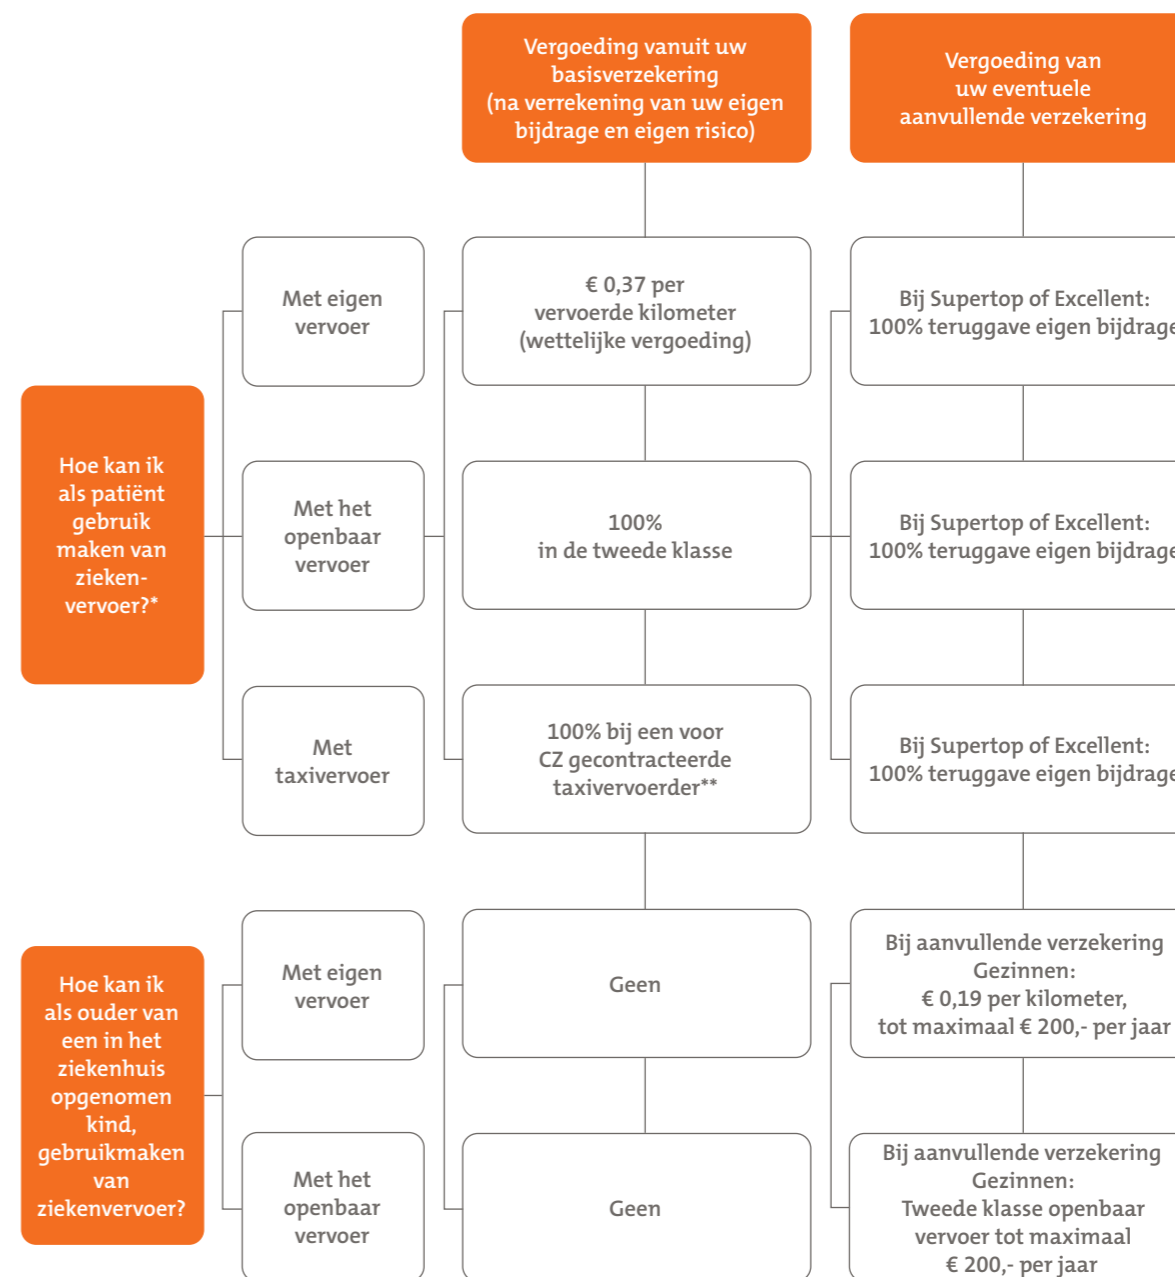 Vergoeding vanuit uw
basisverzekering
(na verrekening van uw eigen
bijdrage en eigen risico)
Vergoeding van
uw eventuele
aanvullende verzekering
Hoe kan ik
als patiënt
gebruik
maken van
zieken-
vervoer?*
Met eigen
vervoer
€ 0,37 per
vervoerde kilometer
(wettelijke vergoeding)
Bij Supertop of Excellent:
100% teruggave eigen bijdrage
Met het
openbaar
vervoer
100%
in de tweede klasse
Bij Supertop of Excellent:
100% teruggave eigen bijdrage
Met
taxivervoer
100% bij een voor
CZ gecontracteerde
taxivervoerder**
Bij Supertop of Excellent:
100% teruggave eigen bijdrage
Hoe kan ik
als ouder van
een in het
ziekenhuis
opgenomen
kind,
gebruikmaken
van
ziekenvervoer?
Met eigen
vervoer
Geen
Bij aanvullende verzekering
Gezinnen:
€ 0,19 per kilometer,
tot maximaal € 200,- per jaar
Met het
openbaar
vervoer
Geen
Bij aanvullende verzekering
Gezinnen:
Tweede klasse openbaar
vervoer tot maximaal
€ 200,- per jaar